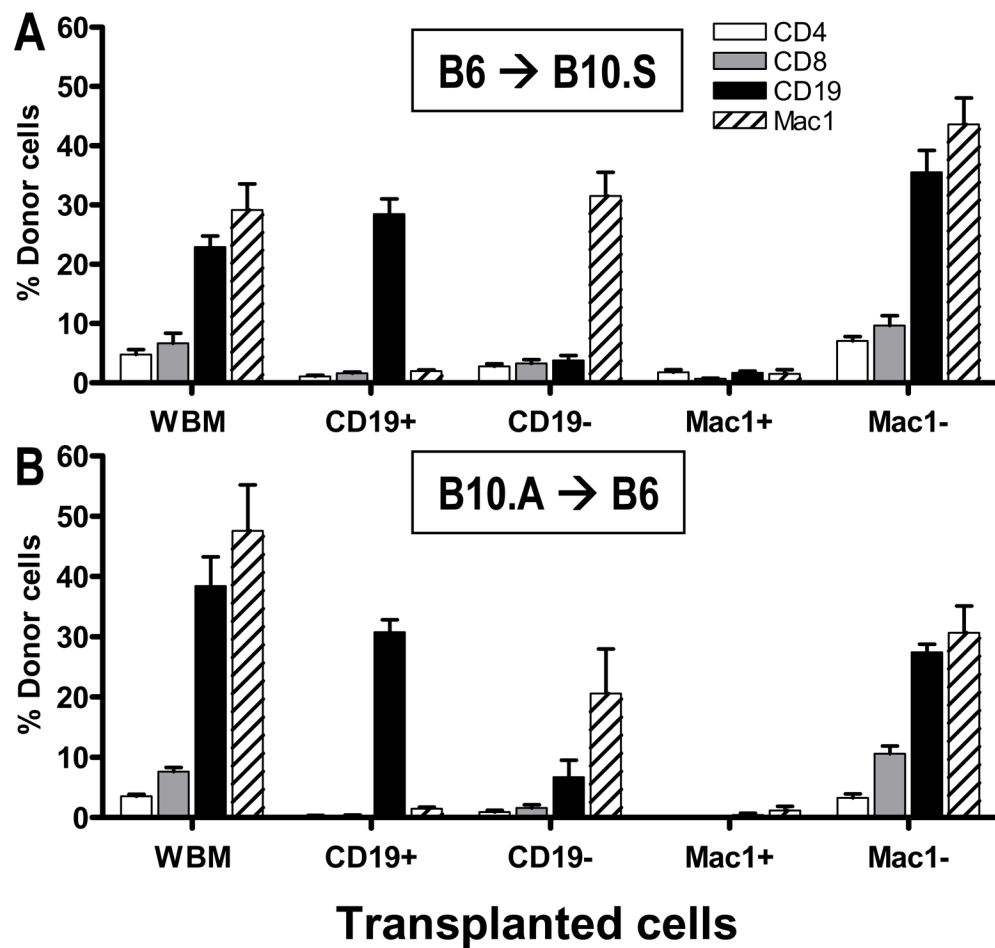 A
B6 → B10.S
CD4
CD8
CD19
Mac1
% Donor cells
60
50
40
30
20
10
0
WBM CD19+ CD19- Mac1+ Mac1-
B
B10.A → B6
% Donor cells
60
50
40
30
20
10
0
WBM CD19+ CD19- Mac1+ Mac1-
Transplanted cells